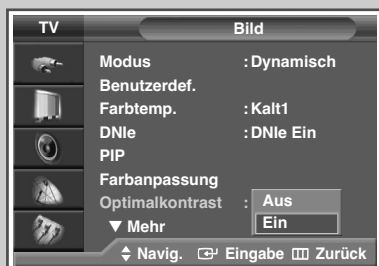 TV Bild
Modus : Dynamisch
Benutzerdef.
Farbtemp. : Kalt1
DNIe : DNIe Ein
PIP
Farbanpassung
Optimalkontrast : Aus
Ein
▼ Mehr
Navig. Eingabe Zurück